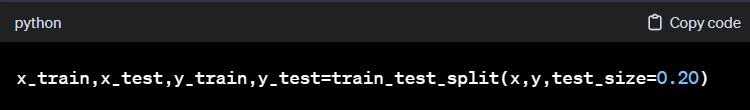 python
Copy code
x_train,x_test,y_train,y_test=train_test_split(x,y,test_size=0.20)